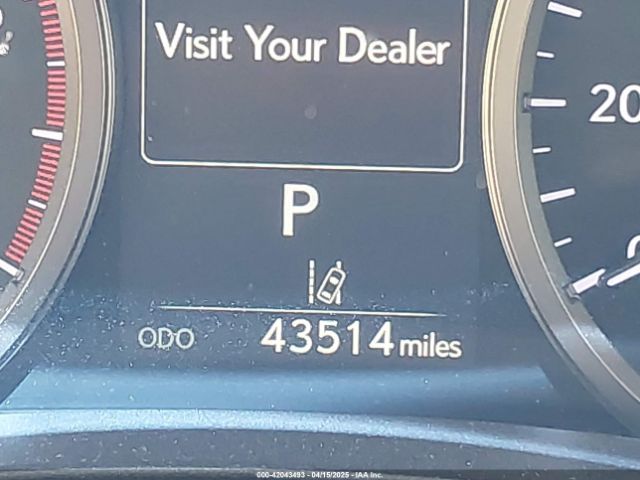 Visit Your Dealer
20
P
ODO 43514 miles
000-42043493 - 04/15/2025 - IAA Inc.